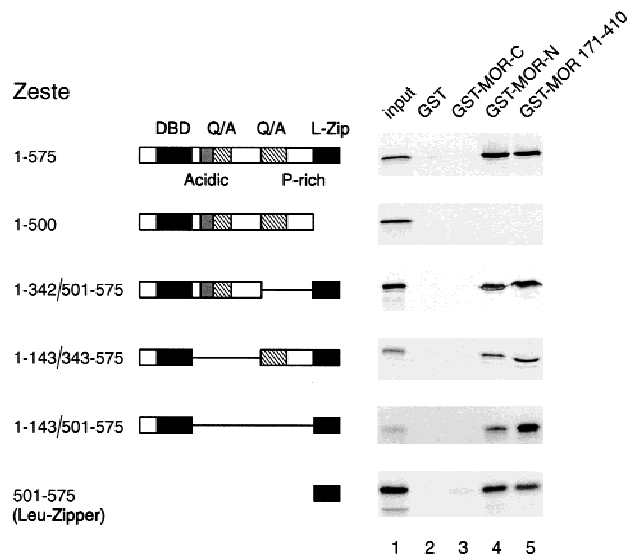 Zeste
input GST GST-MOR-C GST-MOR-N GST-MOR 171-410
DBD Q/A Q/A L-Zip
1-575
Acidic P-rich
1-500
1-342/501-575
1-143/343-575
1-143/501-575
501-575
(Leu-Zipper)
1 2 3 4 5